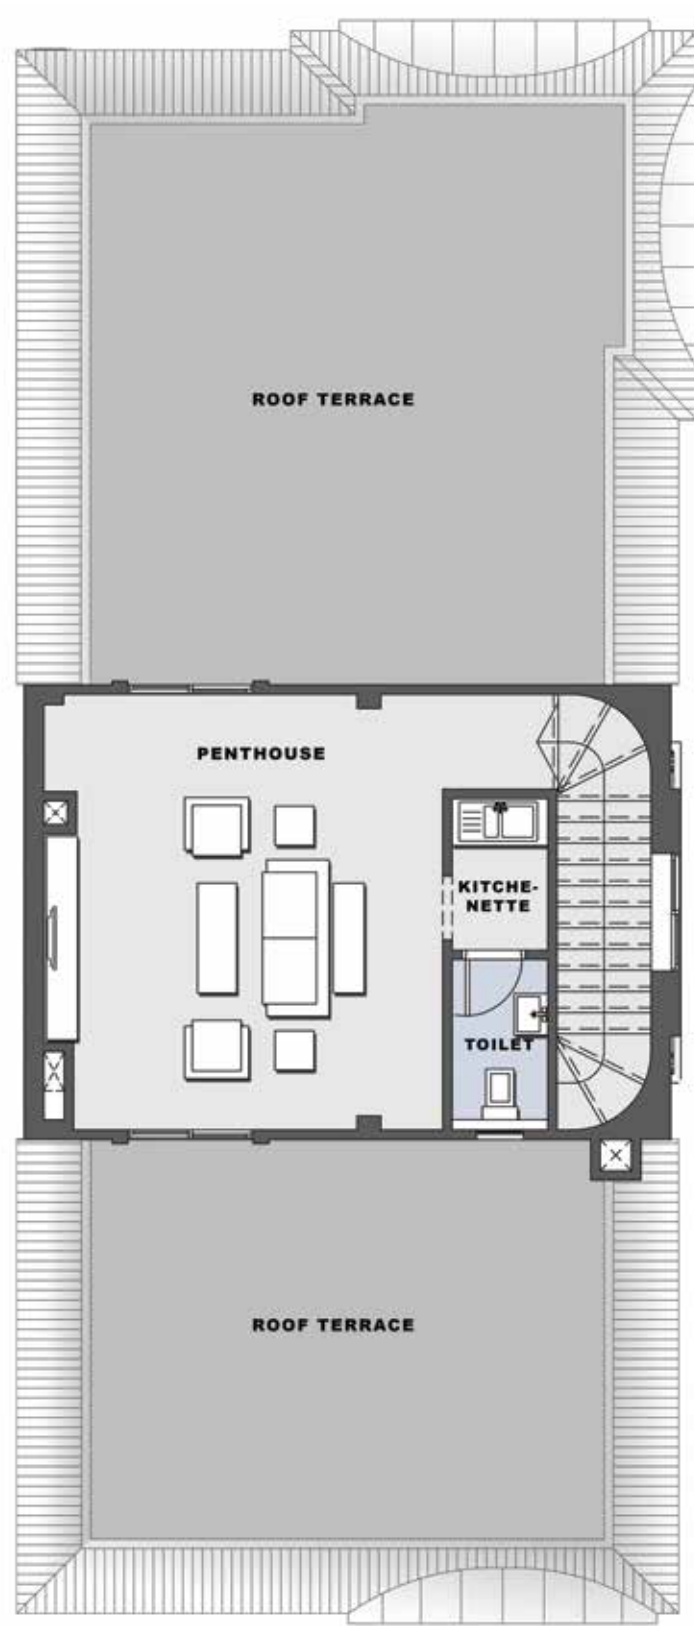 ROOF TERRACE
PENTHOUSE
KITCHE-
NETTE
TOILET
ROOF TERRACE